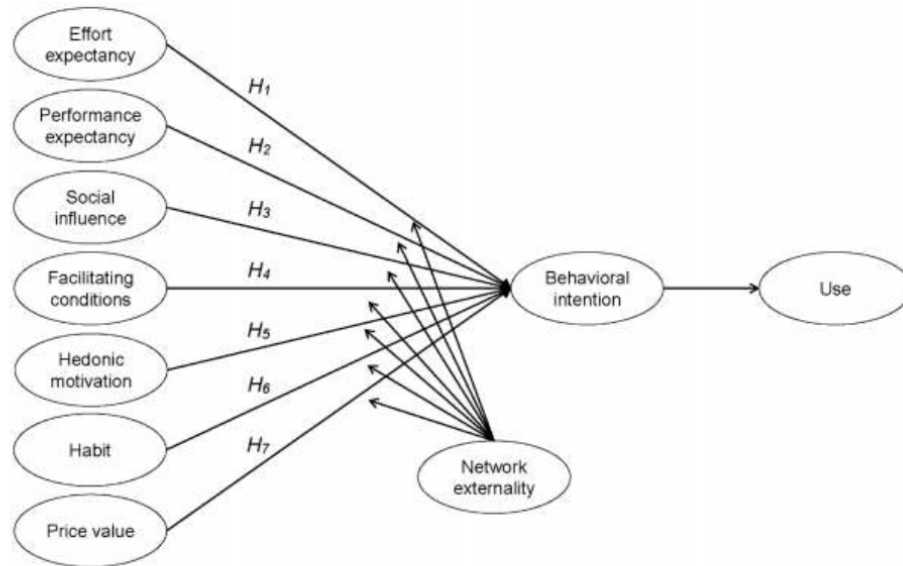 Effort
expectancy
H₁
Performance
expectancy
H₂
Social
influence
H₃
Facilitating
conditions
H₄
Behavioral
intention
Use
Hedonic
motivation
H₅
Habit
H₆
Network
externality
H₇
Price value